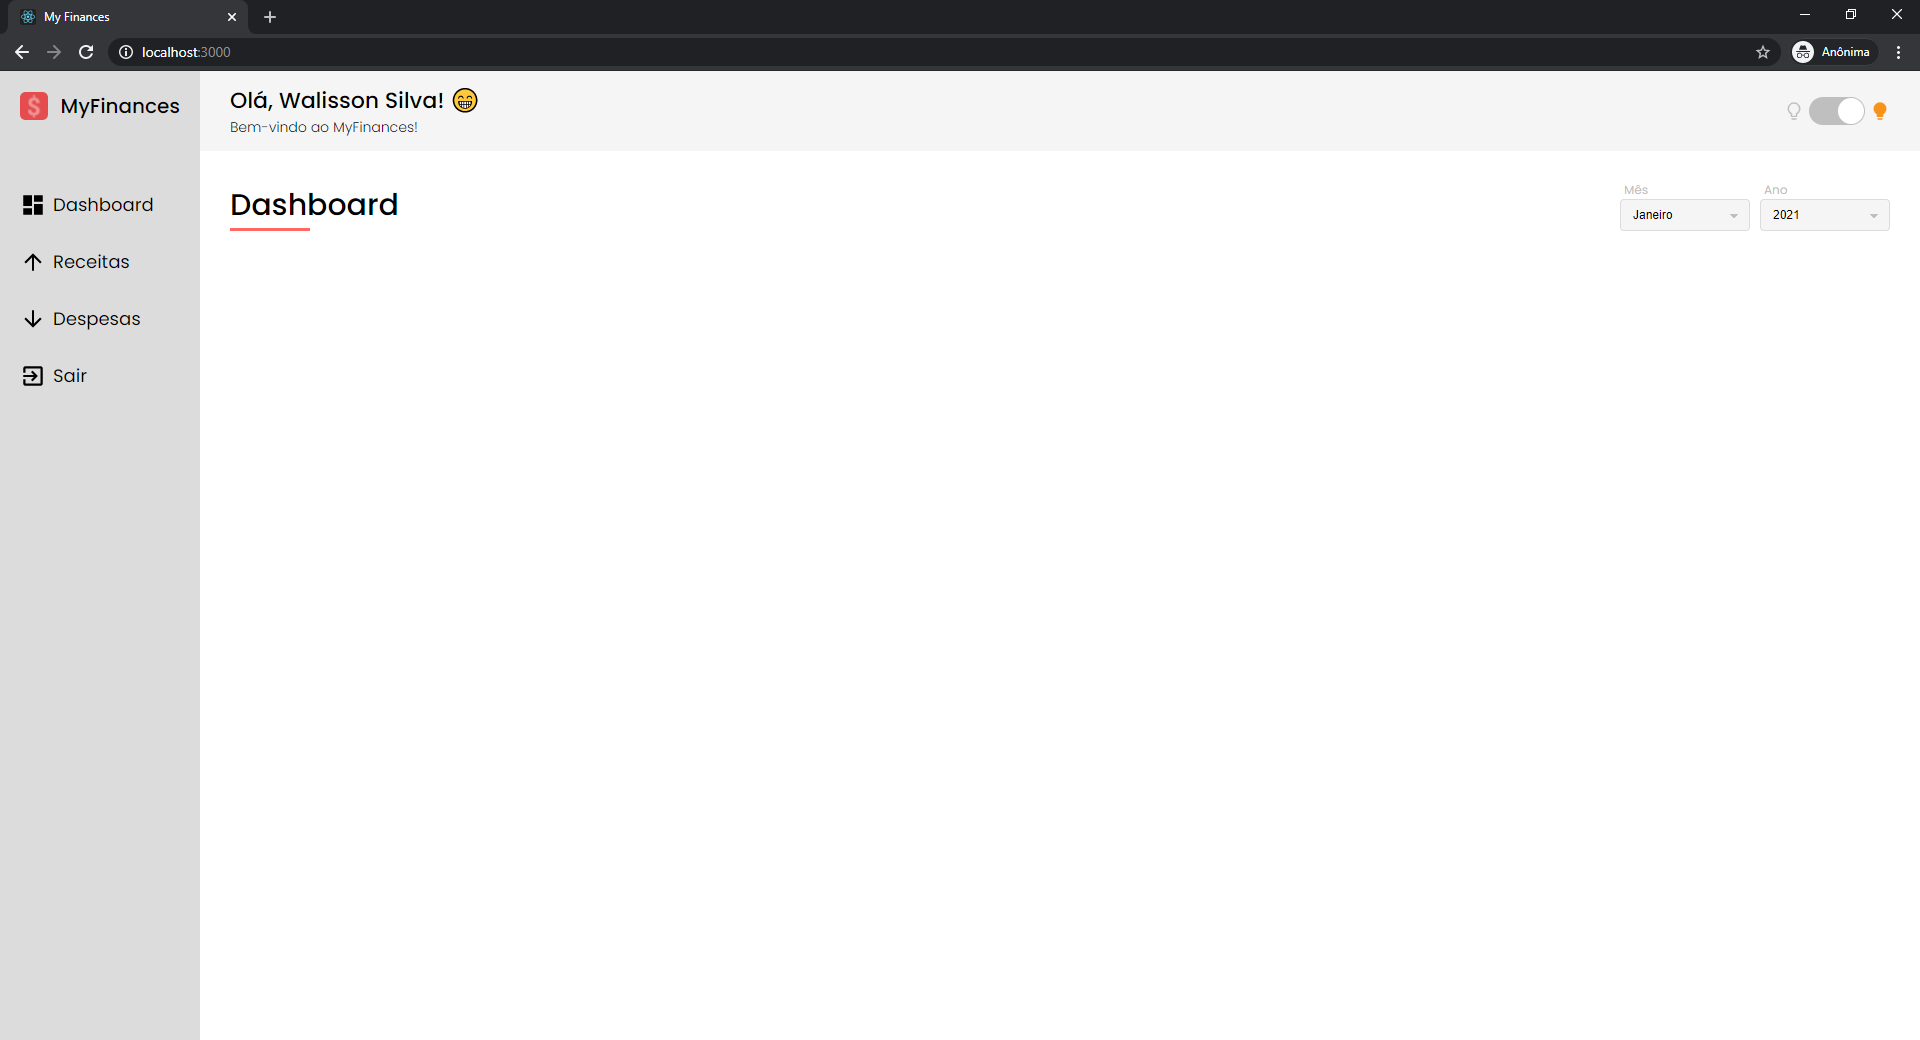 My Finances
localhost:3000
Anônima
MyFinances
Dashboard
Receitas
Despesas
Sair
Olá, Walisson Silva! 😁
Bem-vindo ao MyFinances!
Dashboard
Mês
Ano
Janeiro
2021